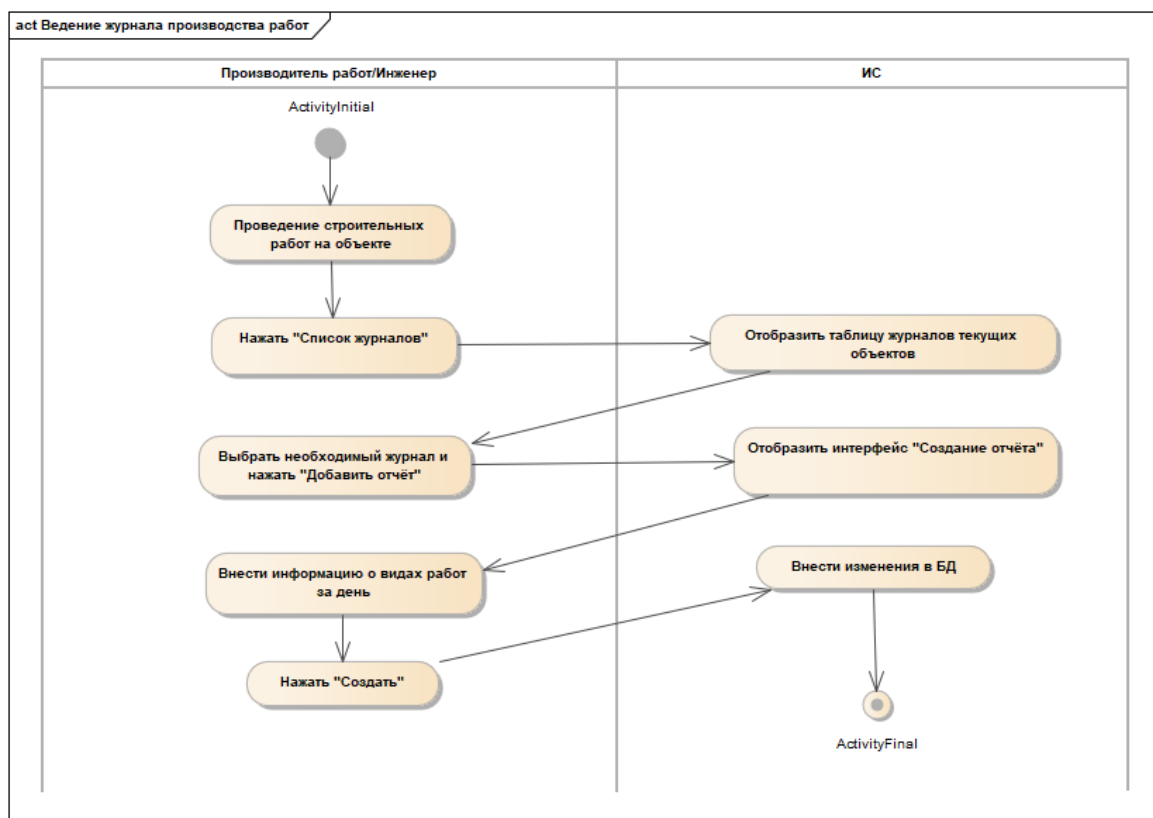 act Ведение журнала производства работ
Производитель работ/Инженер
ИС
ActivityInitial
Проведение строительных
работ на объекте
Нажать "Список журналов"
Отобразить таблицу журналов текущих
объектов
Выбрать необходимый журнал и
нажать "Добавить отчёт"
Отобразить интерфейс "Создание отчёта"
Внести информацию о видах работ
за день
Внести изменения в БД
Нажать "Создать"
ActivityFinal